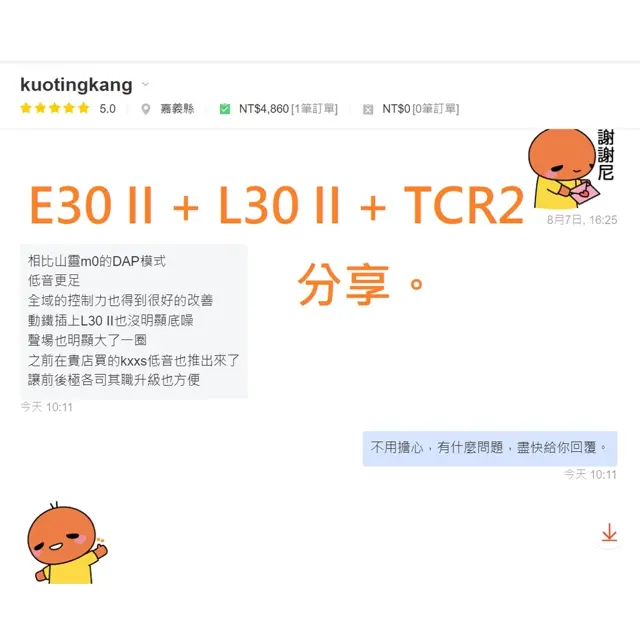 kuotingkang
5.0 嘉義縣 NT$4,860 [1筆訂單] NT$0 [0筆訂單]
謝謝尼
8月7日, 16:25
E30 II + L30 II + TCR2
分享。
相比山靈m0的DAP模式
低音更足
全域的控制力也得到很好的改善
動鐵插上L30 II也沒明顯底噪
聲場也明顯大了一圈
之前在貴店買的kxxs低音也推出來了
讓前後極各司其職升級也方便
今天 10:11
不用擔心，有什麼問題，盡快給你回覆。
今天 10:11